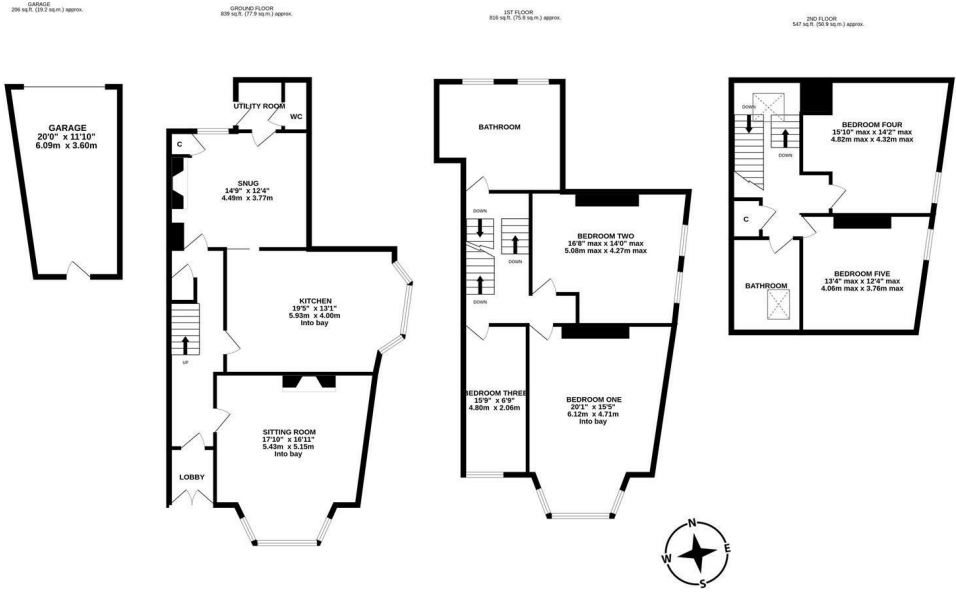 GARAGE
206 sq.ft. (19.2 sq.m.) approx.
GROUND FLOOR
839 sq.ft. (77.9 sq.m.) approx.
1ST FLOOR
816 sq.ft. (75.8 sq.m.) approx.
2ND FLOOR
547 sq.ft. (50.9 sq.m.) approx.
GARAGE
20'0" x 11'10"
6.09m x 3.60m
UTILITY ROOM
WC
C
SNUG
14'9" x 12'4"
4.49m x 3.77m
KITCHEN
19'5" x 13'1"
5.93m x 4.00m
Into bay
UP
SITTING ROOM
17'10" x 16'11"
5.43m x 5.15m
Into bay
LOBBY
BATHROOM
DOWN
DOWN
DOWN
BEDROOM TWO
16'8" max x 14'0" max
5.08m max x 4.27m max
BEDROOM THREE
15'9" x 6'9"
4.80m x 2.06m
BEDROOM ONE
20'1" x 15'5"
6.12m x 4.71m
Into bay
DOWN
DOWN
BEDROOM FOUR
15'10" max x 14'2" max
4.82m max x 4.32m max
C
BATHROOM
BEDROOM FIVE
13'4" max x 12'4" max
4.06m max x 3.76m max
N
E
S
W